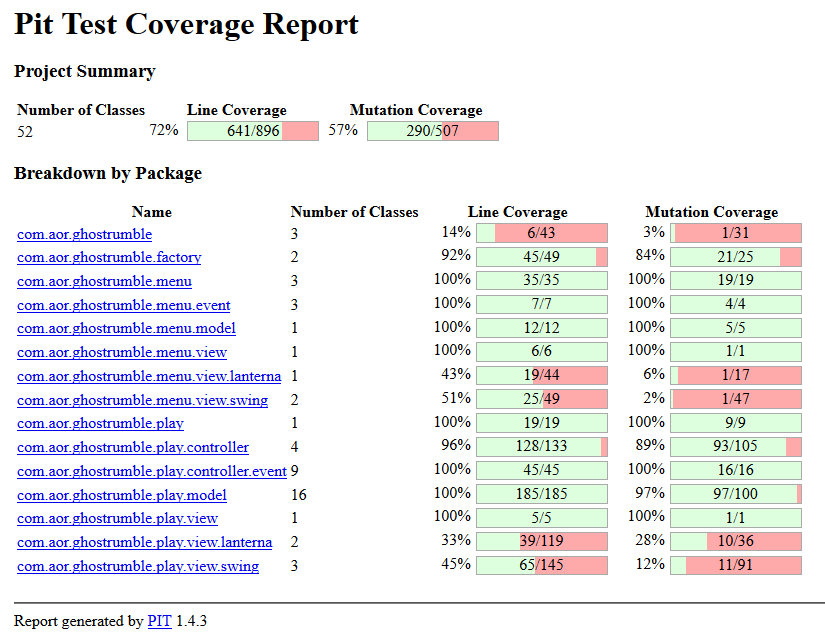 Pit Test Coverage Report
Project Summary
Number of Classes Line Coverage Mutation Coverage
52 72% 641/896 57% 290/507
Breakdown by Package
Name Number of Classes Line Coverage Mutation Coverage
com.aor.ghostrumble 3 14% 6/43 3% 1/31
com.aor.ghostrumble.factory 2 92% 45/49 84% 21/25
com.aor.ghostrumble.menu 3 100% 35/35 100% 19/19
com.aor.ghostrumble.menu.event 3 100% 7/7 100% 4/4
com.aor.ghostrumble.menu.model 1 100% 12/12 100% 5/5
com.aor.ghostrumble.menu.view 1 100% 6/6 100% 1/1
com.aor.ghostrumble.menu.view.lanterna 1 43% 19/44 6% 1/17
com.aor.ghostrumble.menu.view.swing 2 51% 25/49 2% 1/47
com.aor.ghostrumble.play 1 100% 19/19 100% 9/9
com.aor.ghostrumble.play.controller 4 96% 128/133 89% 93/105
com.aor.ghostrumble.play.controller.event 9 100% 45/45 100% 16/16
com.aor.ghostrumble.play.model 16 100% 185/185 97% 97/100
com.aor.ghostrumble.play.view 1 100% 5/5 100% 1/1
com.aor.ghostrumble.play.view.lanterna 2 33% 39/119 28% 10/36
com.aor.ghostrumble.play.view.swing 3 45% 65/145 12% 11/91
Report generated by PIT 1.4.3